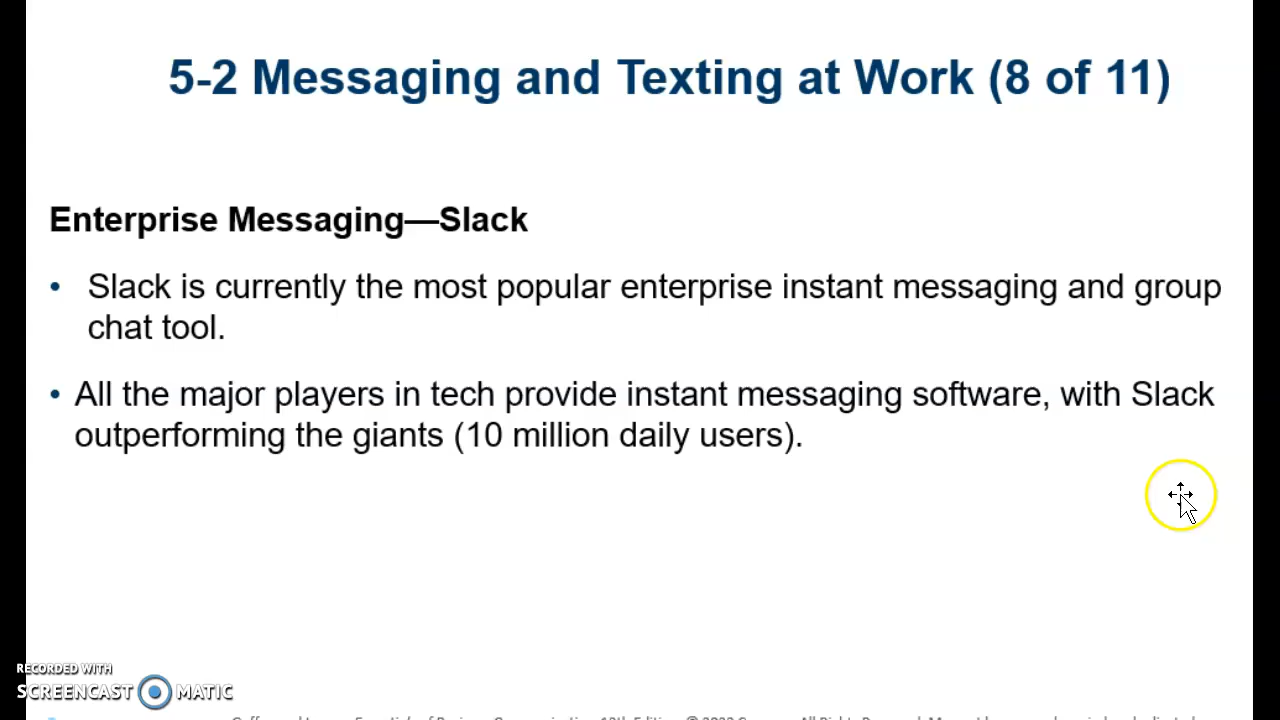 5-2 Messaging and Texting at Work (8 of 11)
Enterprise Messaging—Slack
• Slack is currently the most popular enterprise instant messaging and group
chat tool.
• All the major players in tech provide instant messaging software, with Slack
outperforming the giants (10 million daily users).
RECORDED WITH
SCREENCAST MATIC